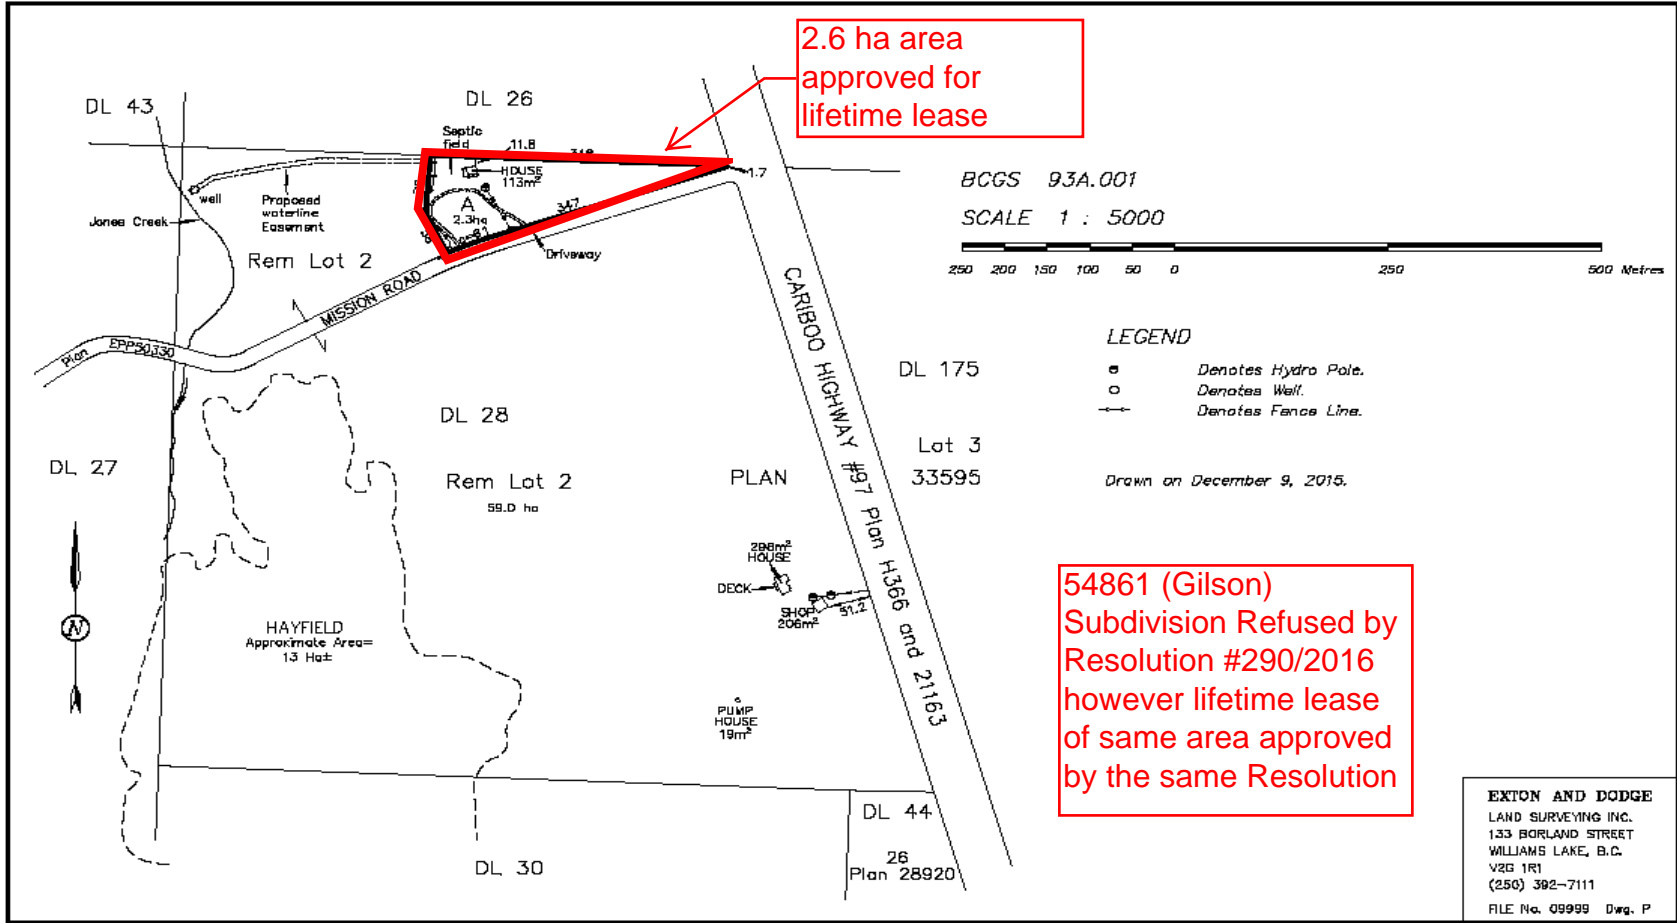 2.6 ha area
approved for
lifetime lease
DL 43
DL 26
Septic
field
11.8
HOUSE
113m²
1.7
A
2.3ha
347
81
Driveway
well
Proposed
waterline
Easement
Jones Creek
Rem Lot 2
MISSION ROAD
Plan EPP50330
BCGS 93A.001
SCALE 1 : 5000
250 200 150 100 50 0 250 500 Metres
LEGEND
Denotes Hydro Pole.
Denotes Well.
Denotes Fence Line.
Drawn on December 9, 2015.
CARIBOO HIGHWAY #97 Plan H366 and 21163
DL 175
Lot 3
PLAN 33595
DL 28
DL 27
Rem Lot 2
59.0 ha
298m²
HOUSE
DECK
SHOP
206m²
51.2
N
HAYFIELD
Approximate Area=
13 Ha±
PUMP
HOUSE
19m²
54861 (Gilson)
Subdivision Refused by
Resolution #290/2016
however lifetime lease
of same area approved
by the same Resolution
DL 44
26
Plan 28920
DL 30
EXTON AND DODGE
LAND SURVEYING INC.
133 BORLAND STREET
WILLIAMS LAKE, B.C.
V2G 1R1
(250) 392-7111
FILE No. 09999 Dwg. P